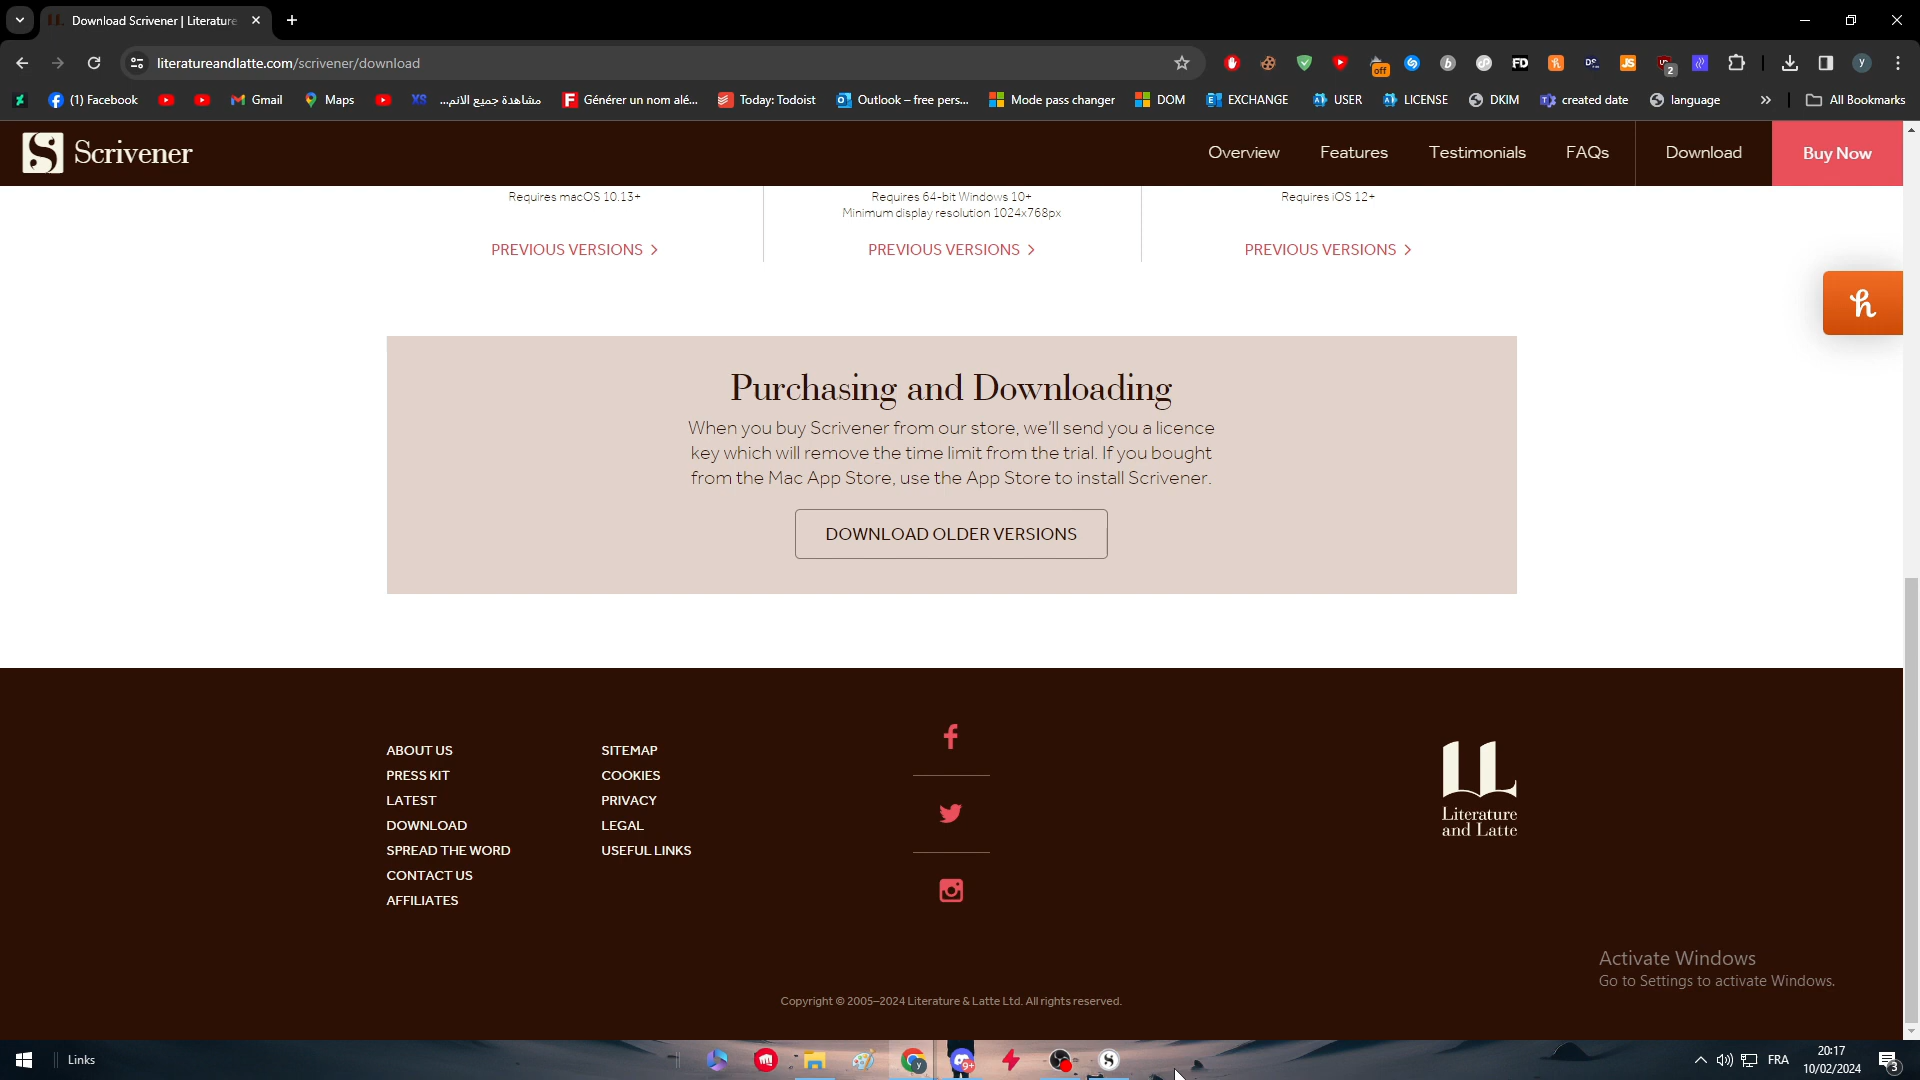 Download Scrivener | Literature
literatureandlatte.com/scrivener/download
off
FD
JS
2
y
(1) Facebook
Gmail
Maps
XS
مشاهدة جميع الانم...
Générer un nom alé...
Today: Todoist
Outlook – free pers...
Mode pass changer
DOM
EXCHANGE
USER
LICENSE
DKIM
created date
language
All Bookmarks
Scrivener
Overview
Features
Testimonials
FAQs
Download
Buy Now
Requires macOS 10.13+
Requires 64-bit Windows 10+
Minimum display resolution 1024x768px
Requires iOS 12+
PREVIOUS VERSIONS
PREVIOUS VERSIONS
PREVIOUS VERSIONS
Purchasing and Downloading
When you buy Scrivener from our store, we'll send you a licence
key which will remove the time limit from the trial. If you bought
from the Mac App Store, use the App Store to install Scrivener.
DOWNLOAD OLDER VERSIONS
ABOUT US
PRESS KIT
LATEST
DOWNLOAD
SPREAD THE WORD
CONTACT US
AFFILIATES
SITEMAP
COOKIES
PRIVACY
LEGAL
USEFUL LINKS
Literature
and Latte
Activate Windows
Go to Settings to activate Windows.
Copyright © 2005–2024 Literature & Latte Ltd. All rights reserved.
Links
9+
FRA
20:17
10/02/2024
3